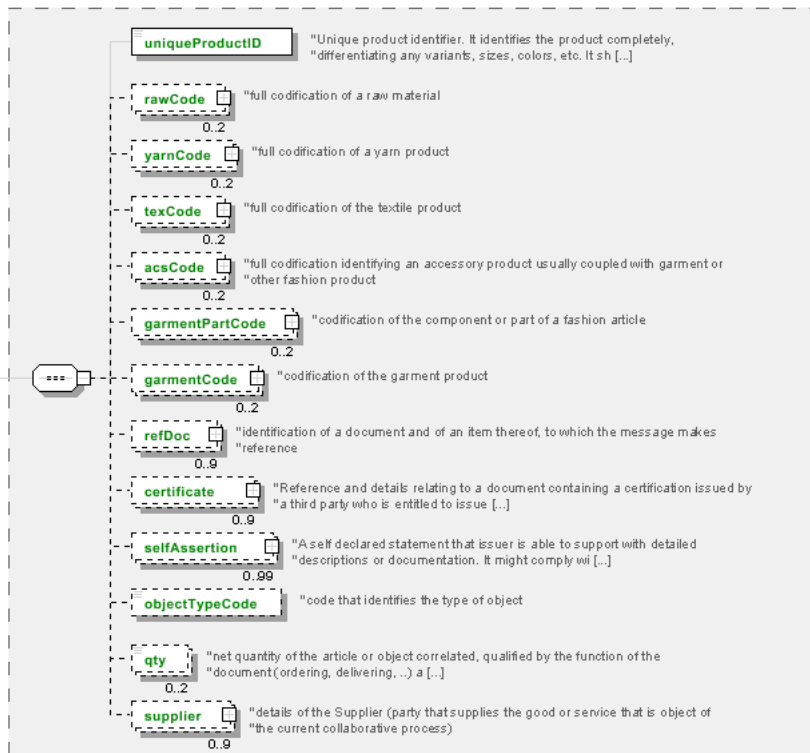 uniqueProductID
"Unique product identifier. It identifies the product completely,
"differentiating any variants, sizes, colors, etc. It sh [...]
rawCode
"full codification of a raw material
0..2
yarnCode
"full codification of a yarn product
0..2
texCode
"full codification of the textile product
0..2
acsCode
"full codification identifying an accessory product usually coupled with garment or
"other fashion product
0..2
garmentPartCode
"codification of the component or part of a fashion article
0..2
garmentCode
"codification of the garment product
0..2
refDoc
"identification of a document and of an item thereof, to which the message makes
"reference
0..9
certificate
"Reference and details relating to a document containing a certification issued by
"a third party who is entitled to issue [...]
0..9
selfAssertion
"A self declared statement that issuer is able to support with detailed
"descriptions or documentation. It might comply wi [...]
0..99
objectTypeCode
"code that identifies the type of object
qty
"net quantity of the article or object correlated, qualified by the function of the
"document (ordering, delivering, ..) a [...]
0..2
supplier
"details of the Supplier (party that supplies the good or service that is object of
"the current collaborative process)
0..9